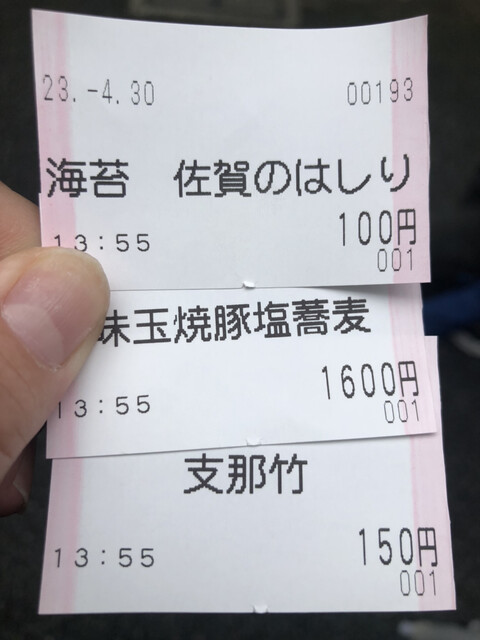 23.-4.30 00193
海苔 佐賀のはしり
13:55 100円
001
味玉焼豚塩蕎麦
13:55 1600円
001
支那竹
13:55 150円
001